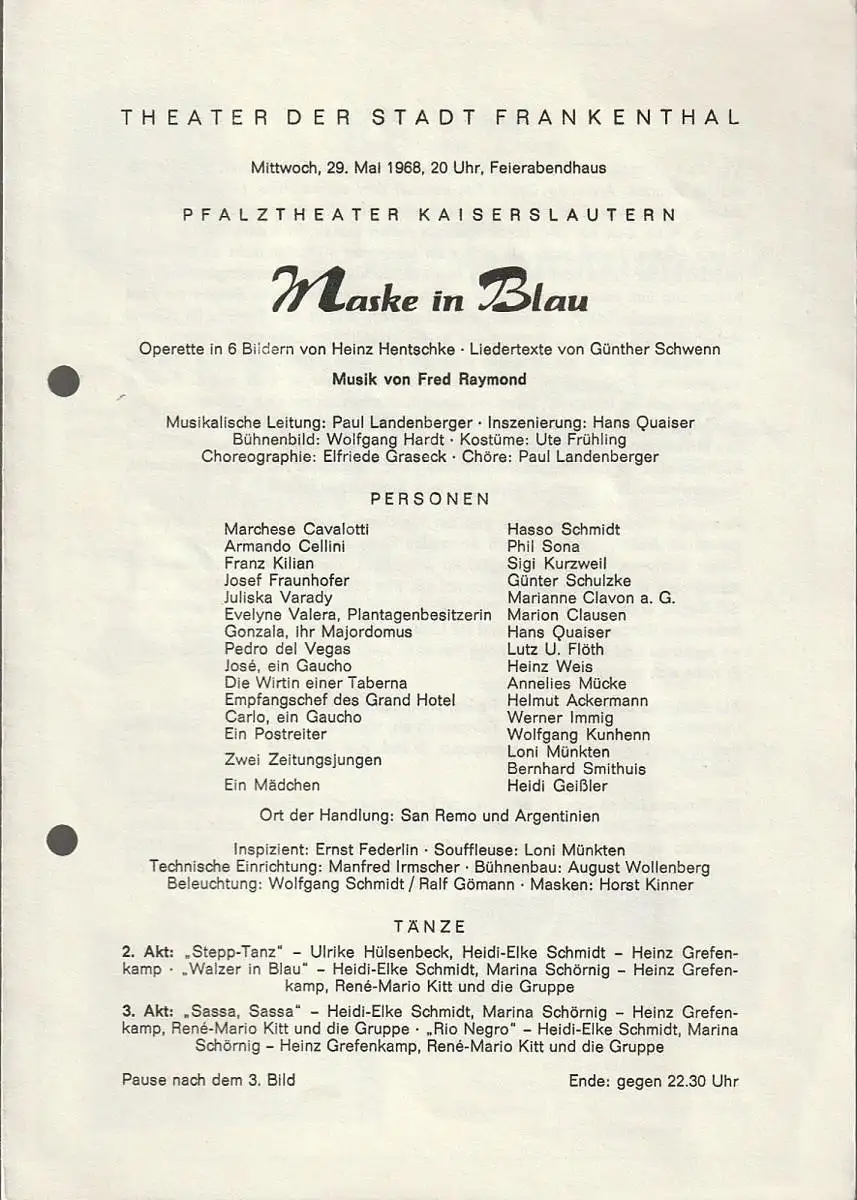 THEATER DER STADT FRANKENTHAL
Mittwoch, 29. Mai 1968, 20 Uhr, Feierabendhaus
PFALZTHEATER KAISERSLAUTERN
Maske in Blau
Operette in 6 Bildern von Heinz Hentschke · Liedertexte von Günther Schwenn
Musik von Fred Raymond
Musikalische Leitung: Paul Landenberger · Inszenierung: Hans Quaiser
Bühnenbild: Wolfgang Hardt · Kostüme: Ute Frühling
Choreographie: Elfriede Graseck · Chöre: Paul Landenberger
PERSONEN
Marchese Cavalotti Hasso Schmidt
Armando Cellini Phil Sona
Franz Kilian Sigi Kurzweil
Josef Fraunhofer Günter Schulzke
Juliska Varady Marianne Clavon a. G.
Evelyne Valera, Plantagenbesitzerin Marion Clausen
Gonzala, ihr Majordomus Hans Quaiser
Pedro del Vegas Lutz U. Flöth
José, ein Gaucho Heinz Weis
Die Wirtin einer Taberna Annelies Mücke
Empfangschef des Grand Hotel Helmut Ackermann
Carlo, ein Gaucho Werner Immig
Ein Postreiter Wolfgang Kunhenn
Zwei Zeitungsjungen Loni Münkten
Bernhard Smithuis
Ein Mädchen Heidi Geißler
Ort der Handlung: San Remo und Argentinien
Inspizient: Ernst Federlin · Souffleuse: Loni Münkten
Technische Einrichtung: Manfred Irmscher · Bühnenbau: August Wollenberg
Beleuchtung: Wolfgang Schmidt / Ralf Gömann · Masken: Horst Kinner
TÄNZE
2. Akt: „Stepp-Tanz“ – Ulrike Hülsenbeck, Heidi-Elke Schmidt – Heinz Grefen-
kamp · „Walzer in Blau“ – Heidi-Elke Schmidt, Marina Schörnig – Heinz Grefen-
kamp, René-Mario Kitt und die Gruppe
3. Akt: „Sassa, Sassa“ – Heidi-Elke Schmidt, Marina Schörnig – Heinz Grefen-
kamp, René-Mario Kitt und die Gruppe · „Rio Negro“ – Heidi-Elke Schmidt, Marina
Schörnig – Heinz Grefenkamp, René-Mario Kitt und die Gruppe
Pause nach dem 3. Bild Ende: gegen 22.30 Uhr